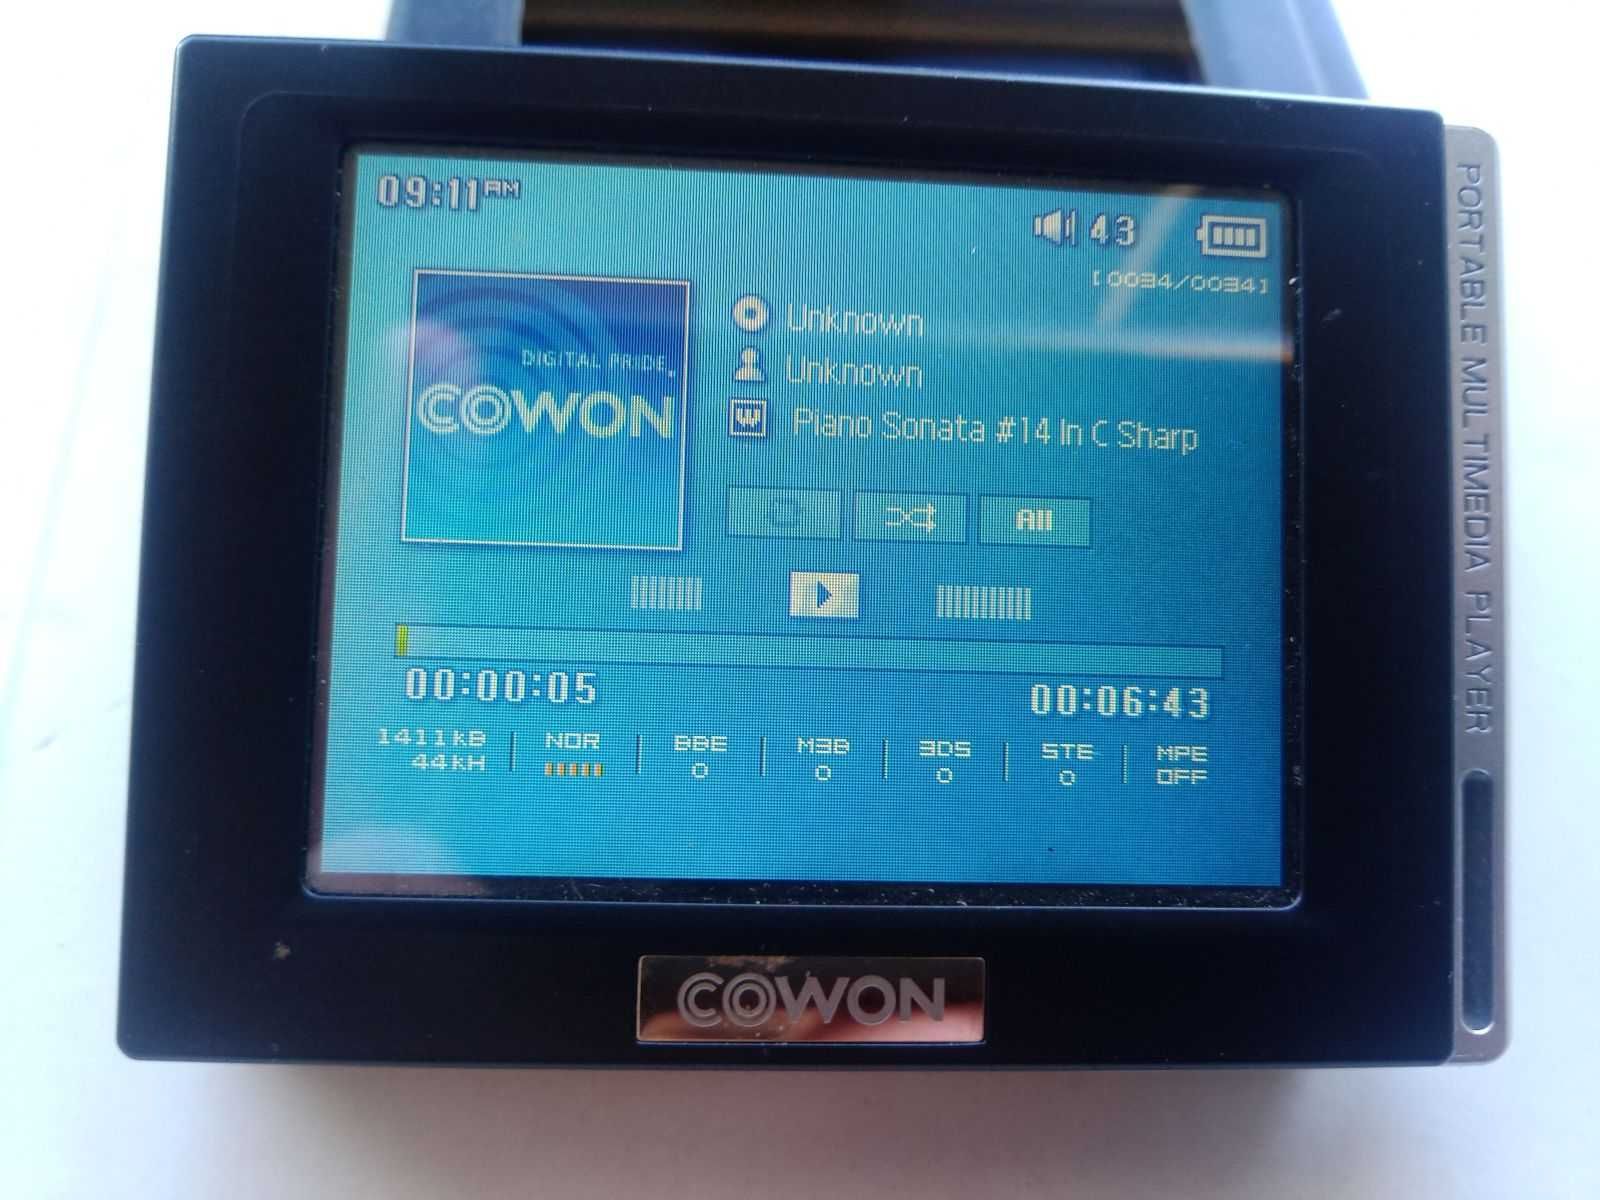 09:11AM
43
[0034/0034]
DIGITAL PRIDE.
COWON
Unknown
Unknown
Piano Sonata #14 In C Sharp
All
00:00:05
00:06:43
1411kB
44kH
NOR
BBE
0
M3B
0
3DS
0
STE
0
MPE
OFF
COWON
PORTABLE MULTIMEDIA PLAYER